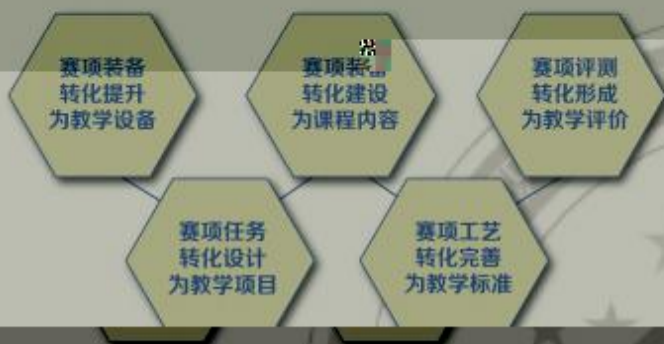 赛项装备
转化提升
为教学设备
赛项装备
转化建设
为课程内容
赛项评测
转化形成
为教学评价
赛项任务
转化设计
为教学项目
赛项工艺
转化完善
为教学标准